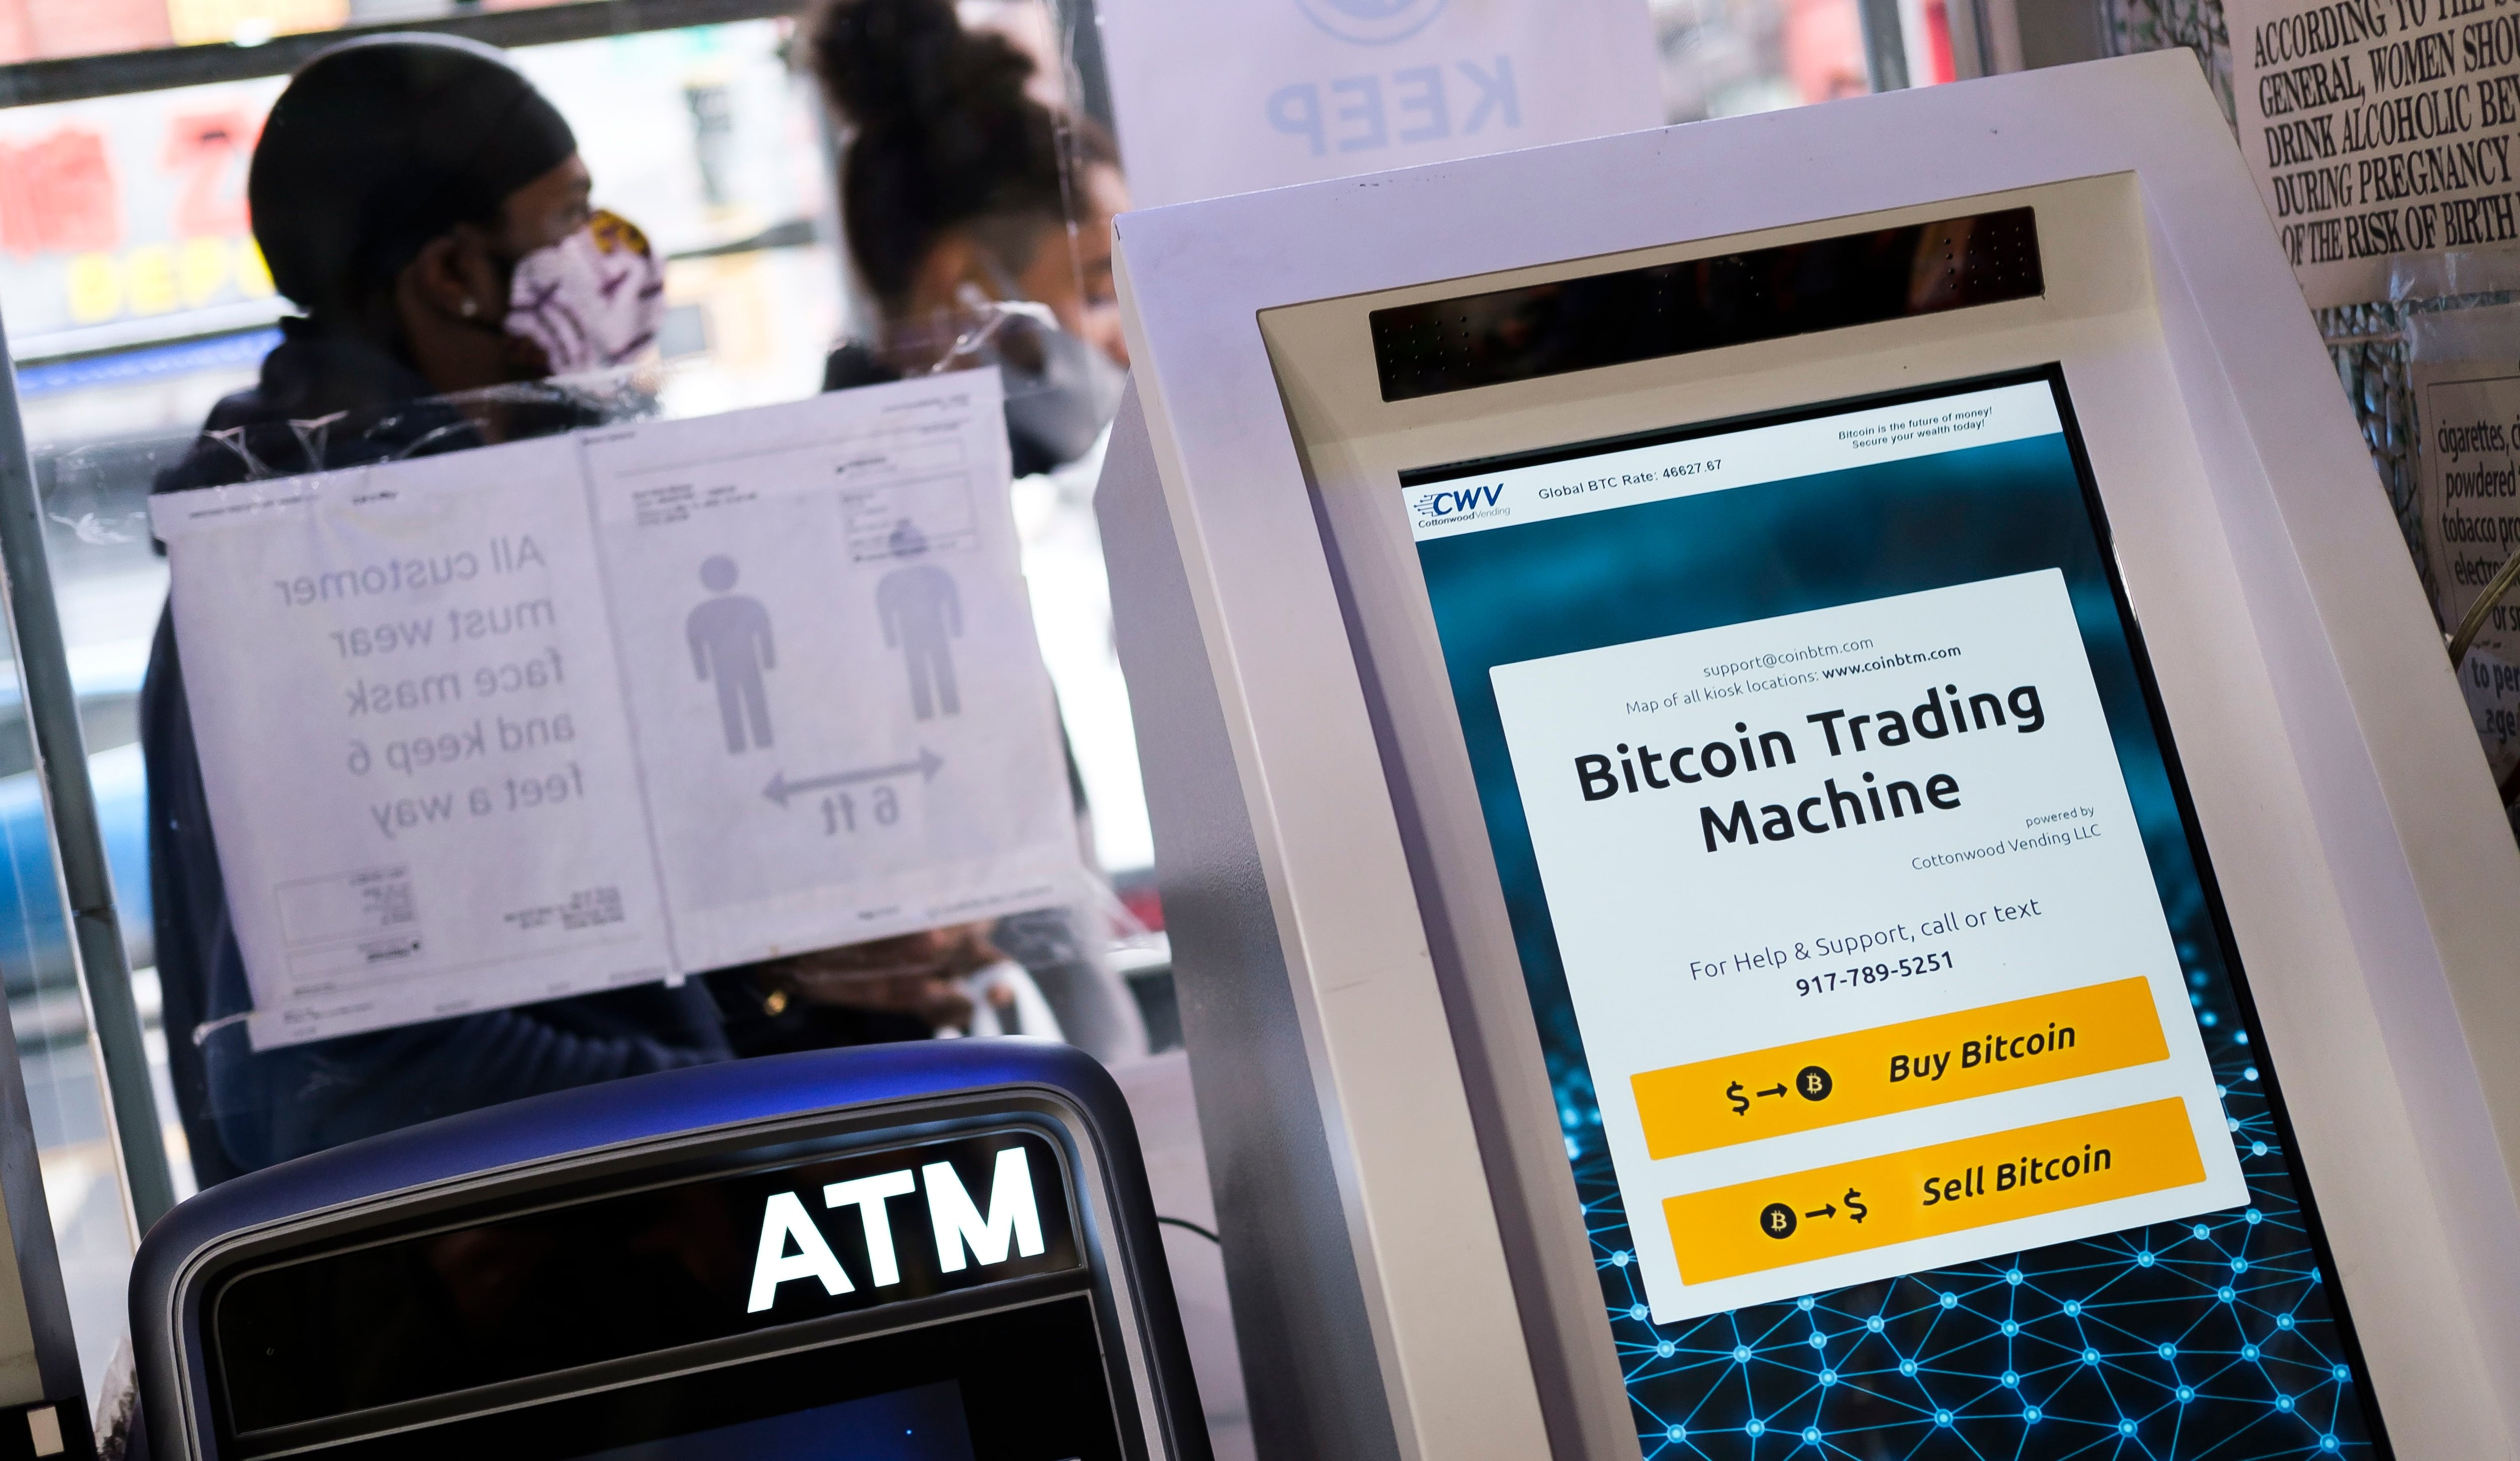 KEEP
ACCORDING TO THE
GENERAL, WOMEN
DRINK ALCOHOLIC
DURING PREGNANCY
OF THE RISK OF BIRTH
cigarettes,
powdered
tobacco
All customer
must wear
face mask
and keep 6
feet a way
6 ft
ATM
CWV
CottonwoodVending
Global BTC Rate: 46627.67
Bitcoin is the future of money!
Secure your wealth today!
support@coinbtm.com
Map of all kiosk locations: www.coinbtm.com
Bitcoin Trading
Machine
powered by
Cottonwood Vending LLC
For Help & Support, call or text
917-789-5251
$→₿ Buy Bitcoin
₿→$ Sell Bitcoin